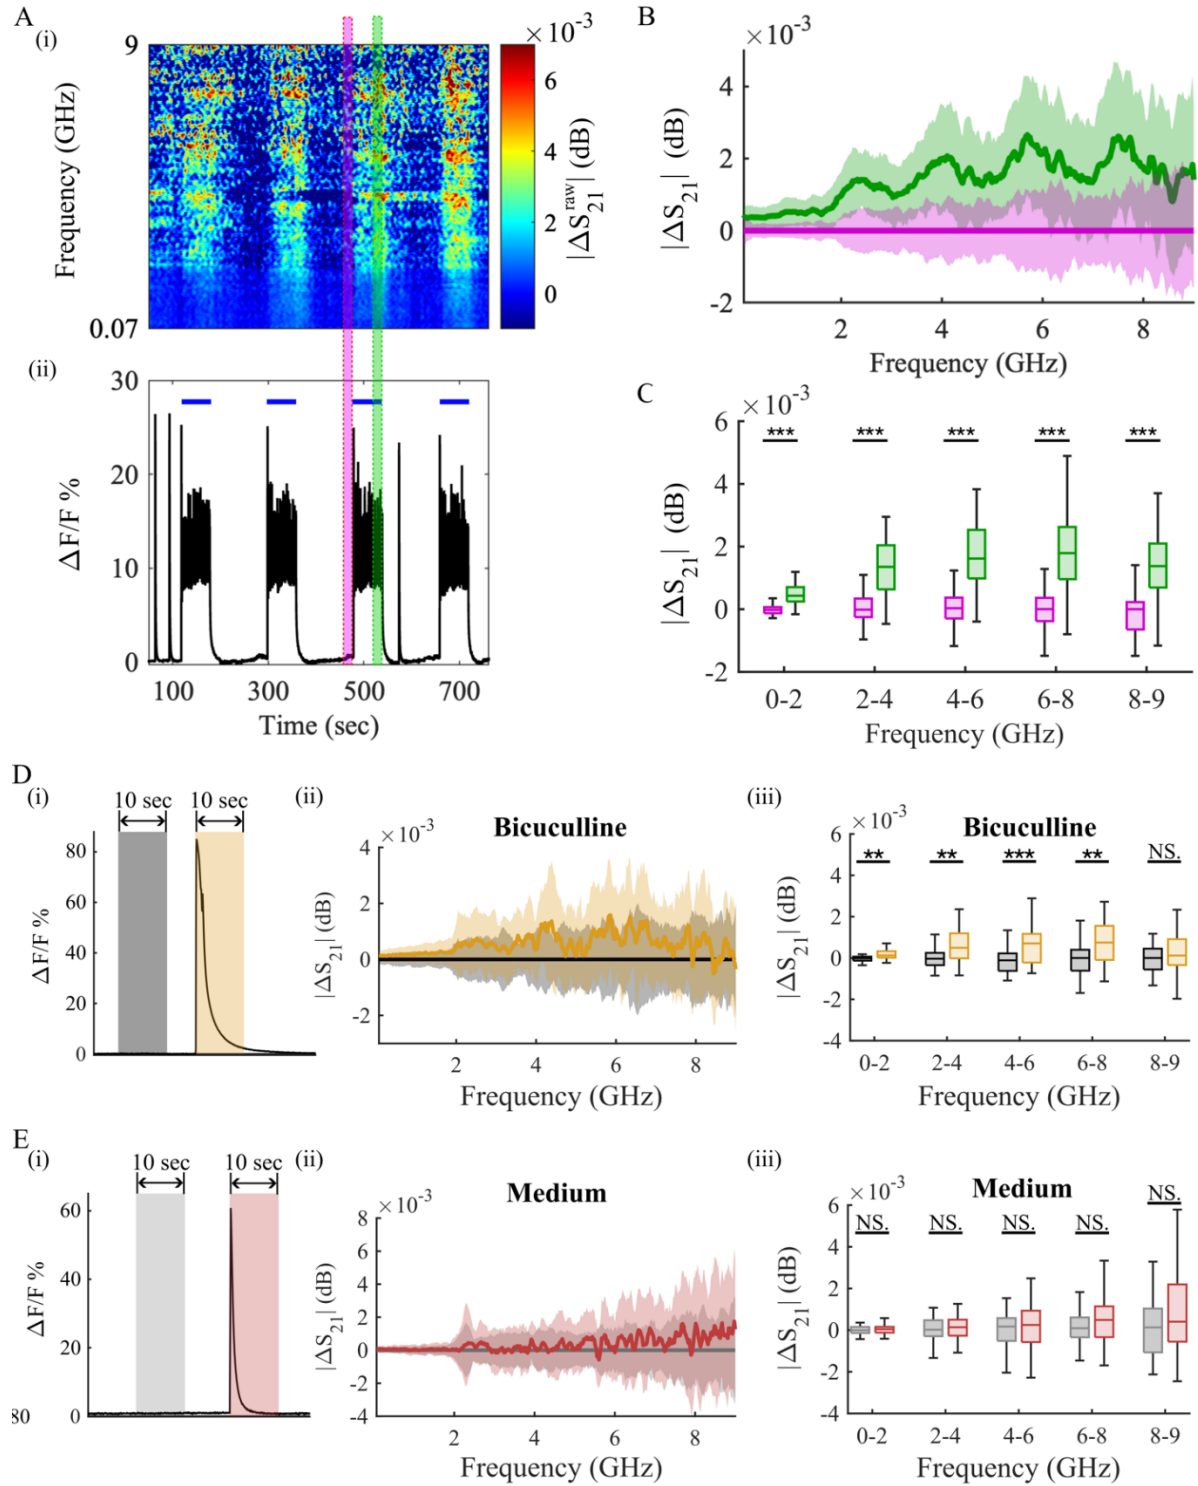 A
(i)
×10⁻³
9
0.07
Frequency (GHz)
6
4
2
0
|ΔS₂₁ʳᵃʷ| (dB)
(ii)
30
20
10
0
ΔF/F %
100 300 500 700
Time (sec)
B
×10⁻³
4
2
0
-2
|ΔS₂₁| (dB)
2 4 6 8
Frequency (GHz)
C
×10⁻³
6
4
2
0
-2
|ΔS₂₁| (dB)
*** *** *** *** ***
0-2 2-4 4-6 6-8 8-9
Frequency (GHz)
D
(i)
10 sec 10 sec
80
60
40
20
0
ΔF/F %
(ii)
×10⁻³
Bicuculline
4
2
0
-2
|ΔS₂₁| (dB)
2 4 6 8
Frequency (GHz)
(iii)
×10⁻³
Bicuculline
6
4
2
0
-2
-4
|ΔS₂₁| (dB)
** ** *** ** NS.
0-2 2-4 4-6 6-8 8-9
Frequency (GHz)
E
(i)
10 sec 10 sec
60
40
20
0
ΔF/F %
80
(ii)
×10⁻³
Medium
8
6
4
2
0
-2
-4
|ΔS₂₁| (dB)
2 4 6 8
Frequency (GHz)
(iii)
×10⁻³
Medium
6
4
2
0
-2
-4
|ΔS₂₁| (dB)
NS. NS. NS. NS. NS.
0-2 2-4 4-6 6-8 8-9
Frequency (GHz)